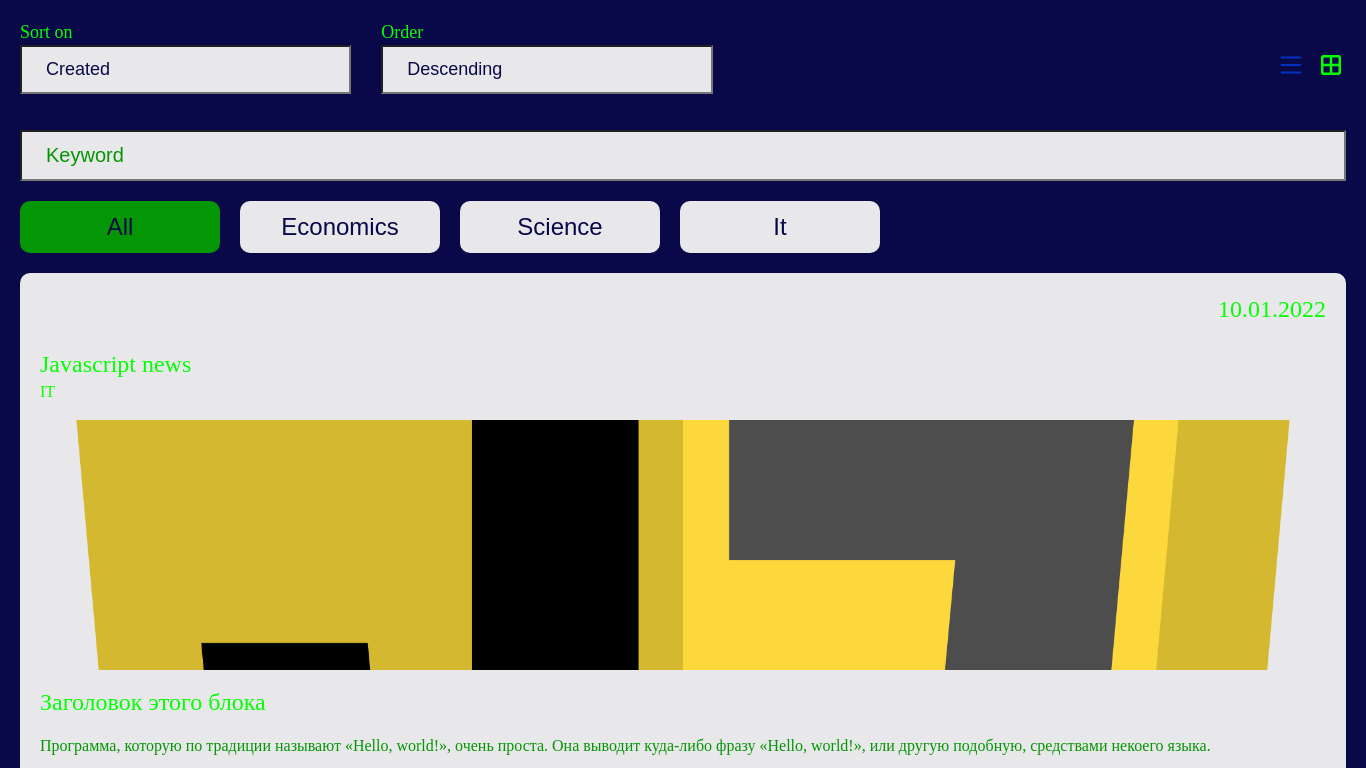 Sort on
Order
Created
Descending
Keyword
All
Economics
Science
It
10.01.2022
Javascript news
IT
Заголовок этого блока
Программа, которую по традиции называют «Hello, world!», очень проста. Она выводит куда-либо фразу «Hello, world!», или другую подобную, средствами некоего языка.